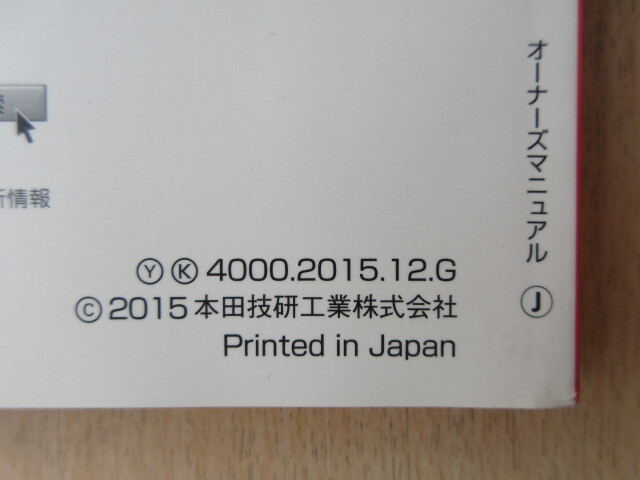 索
新情報
Ⓨ Ⓚ 4000.2015.12.G
© 2015 本田技研工業株式会社
Printed in Japan
オーナーズマニュアル Ⓙ